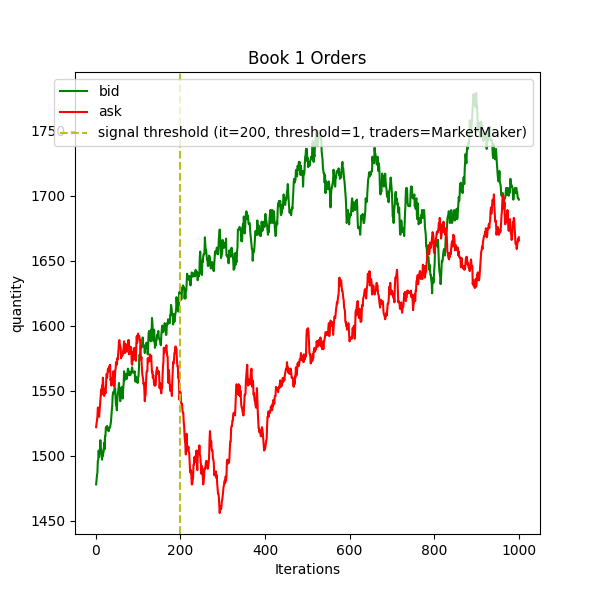 Book 1 Orders
bid
ask
signal threshold (it=200, threshold=1, traders=MarketMaker)
1750
1700
1650
1600
1550
1500
1450
quantity
0 200 400 600 800 1000
Iterations